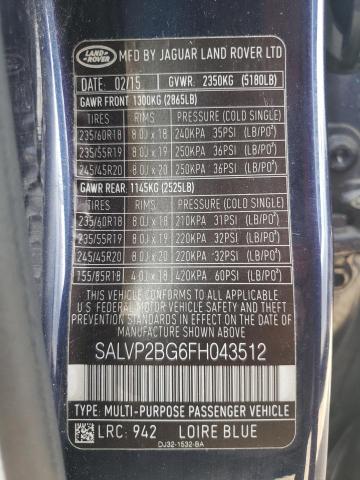 LAND-
ROVER
MFD BY JAGUAR LAND ROVER LTD
DATE: 02/15 GVWR: 2350KG (5180LB)
GAWR FRONT 1300KG (2865LB)
TIRES RIMS PRESSURE (COLD SINGLE)
235/60R18 8.0J x 18 240KPA 35PSI (LB/PO²)
235/55R19 8.0J x 19 250KPA 36PSI (LB/PO²)
245/45R20 8.0J x 20 250KPA 36PSI (LB/PO²)
GAWR REAR: 1145KG (2525LB)
TIRES RIMS PRESSURE (COLD SINGLE)
235/60R18 8.0J x 18 210KPA 31PSI (LB/PO²)
235/55R19 8.0J x 19 220KPA 32PSI (LB/PO²)
245/45R20 8.0J x 20 220KPA 32PSI (LB/PO²)
155/85R18 4.0J x 18 420KPA 60PSI (LB/PO²)
THIS VEHICLE CONFORMS TO ALL APPLICABLE
U.S FEDERAL MOTOR VEHICLE SAFETY
STANDARDS IN EFFECT ON THE DATE OF
MANUFACTURE SHOWN ABOVE
SALVP2BG6FH043512
TYPE: MULTI-PURPOSE PASSENGER VEHICLE
LRC: 942 LOIRE BLUE
DJ32-1532-BA